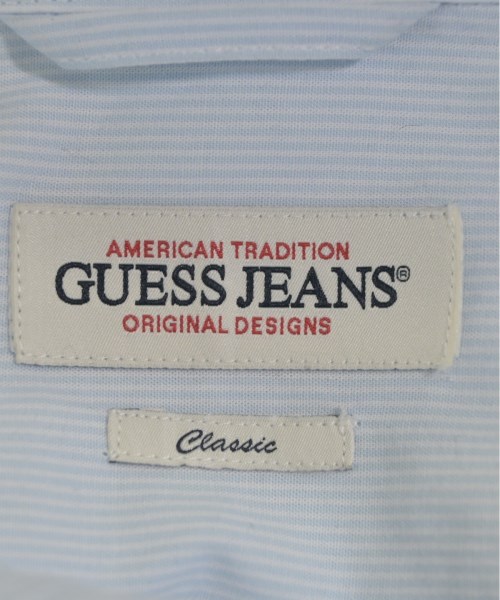 AMERICAN TRADITION
GUESS JEANS®
ORIGINAL DESIGNS
Classic